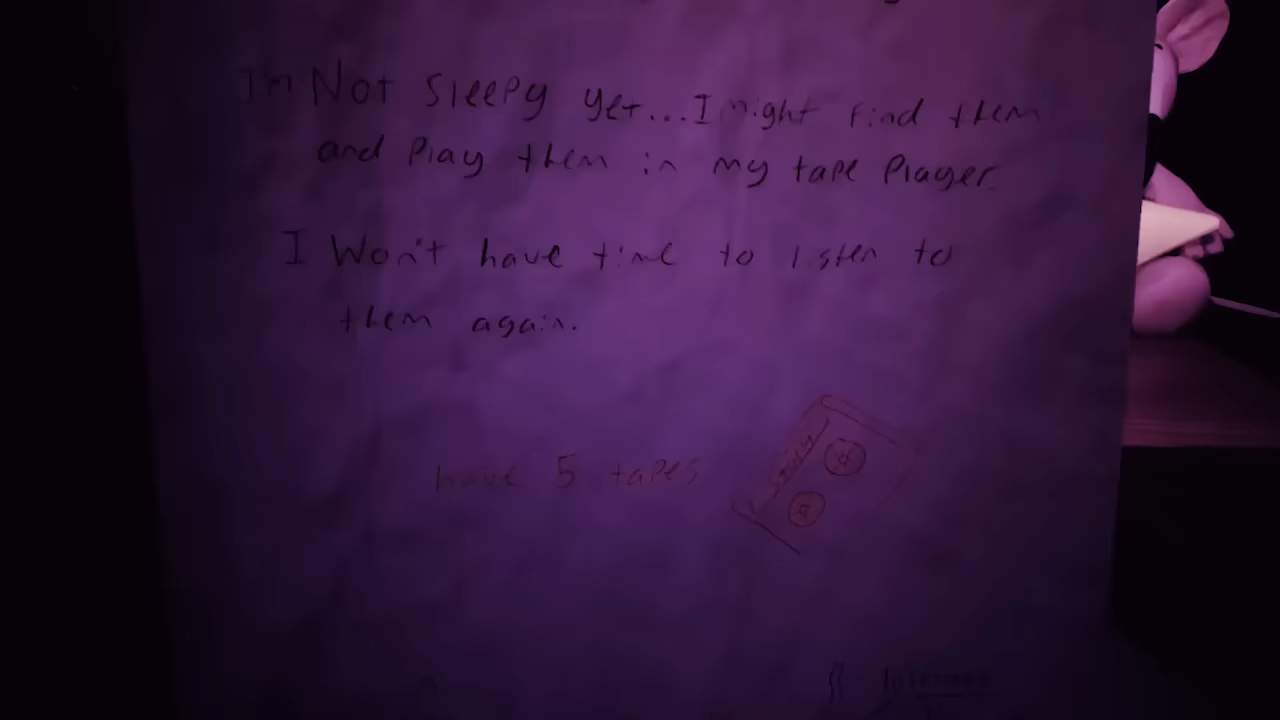 I'm Not Sleepy yet...I might find them
and Play them in my tape Player.
I Won't have time to listen to
them again.
have 5 tapes